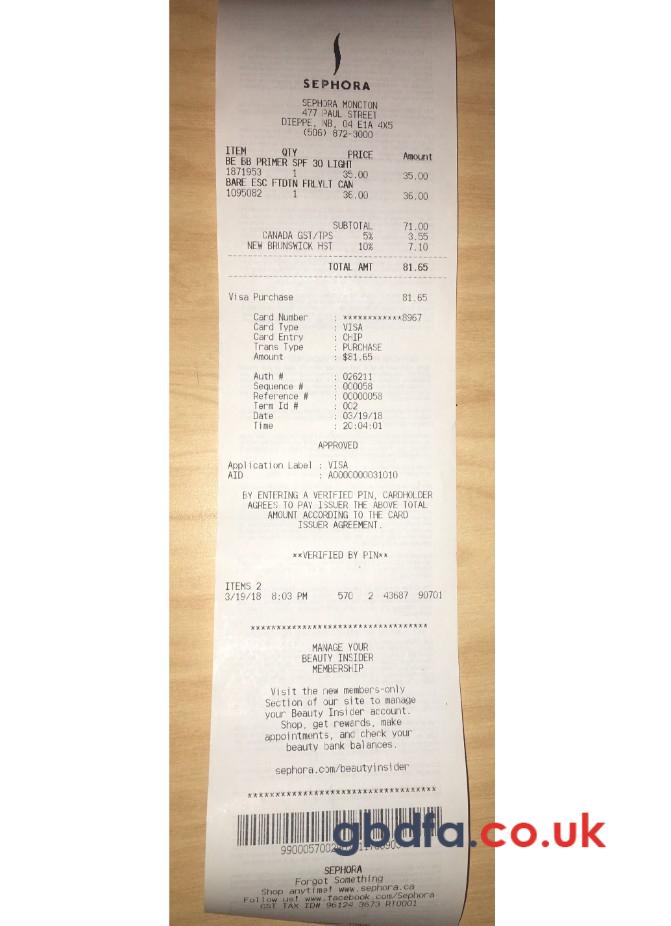 SEPHORA
SEPHORA MONCTON
477 PAUL STREET
DIEPPE, NB, 04 E1A 4X5
(506) 872-3000
ITEM QTY PRICE Amount
BE BB PRIMER SPF 30 LIGHT
1871953 1 35.00 35.00
BARE ESC FTDTN FRLYLT CAN
1095082 1 36.00 36.00
SUBTOTAL 71.00
CANADA GST/TPS 5% 3.55
NEW BRUNSWICK HST 10% 7.10
TOTAL AMT 81.65
Visa Purchase 81.65
Card Number : ************8967
Card Type : VISA
Card Entry : CHIP
Trans Type : PURCHASE
Amount : $81.65
Auth # : 026211
Sequence # : 000058
Reference # : 00000058
Term Id # : 002
Date : 03/19/18
Time : 20:04:01
APPROVED
Application Label : VISA
AID : A0000000031010
BY ENTERING A VERIFIED PIN, CARDHOLDER
AGREES TO PAY ISSUER THE ABOVE TOTAL
AMOUNT ACCORDING TO THE CARD
ISSUER AGREEMENT.
**VERIFIED BY PIN**
ITEMS 2
3/19/18 8:03 PM 570 2 43687 90701
**********************************
MANAGE YOUR
BEAUTY INSIDER
MEMBERSHIP
Visit the new members-only
Section of our site to manage
your Beauty Insider account.
Shop, get rewards, make
appointments, and check your
beauty bank balances.
sephora.com/beautyinsider
************************************
gbdfa.co.uk
SEPHORA
Forget Something
Shop anytime! www.sephora.ca
Follow us! www.facebook.com/Sephora
GST TAX ID# 96124 3673 RT0001